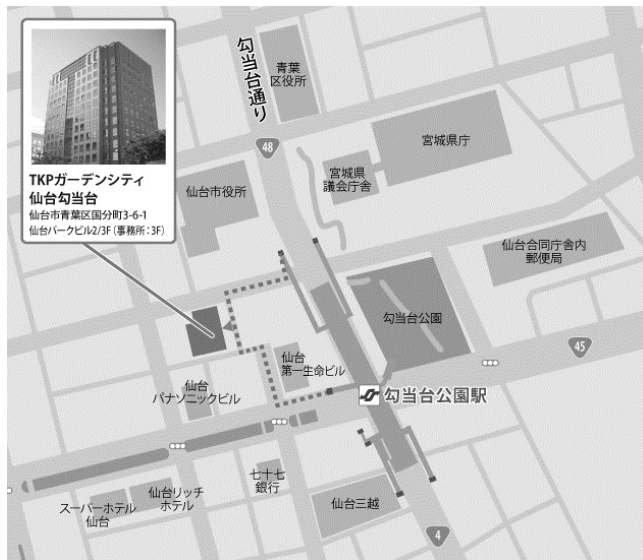 TKPガーデンシティ
仙台勾当台
仙台市青葉区国分町3-6-1
仙台パークビル2/3F（事務所：3F）
勾当台通り
青葉
区役所
48
宮城県庁
宮城県
議会庁舎
仙台市役所
仙台合同庁舎内
郵便局
勾当台公園
45
仙台
第一生命ビル
仙台
パナソニックビル
勾当台公園駅
七十七
銀行
仙台リッチ
ホテル
スーパーホテル
仙台
仙台三越
4